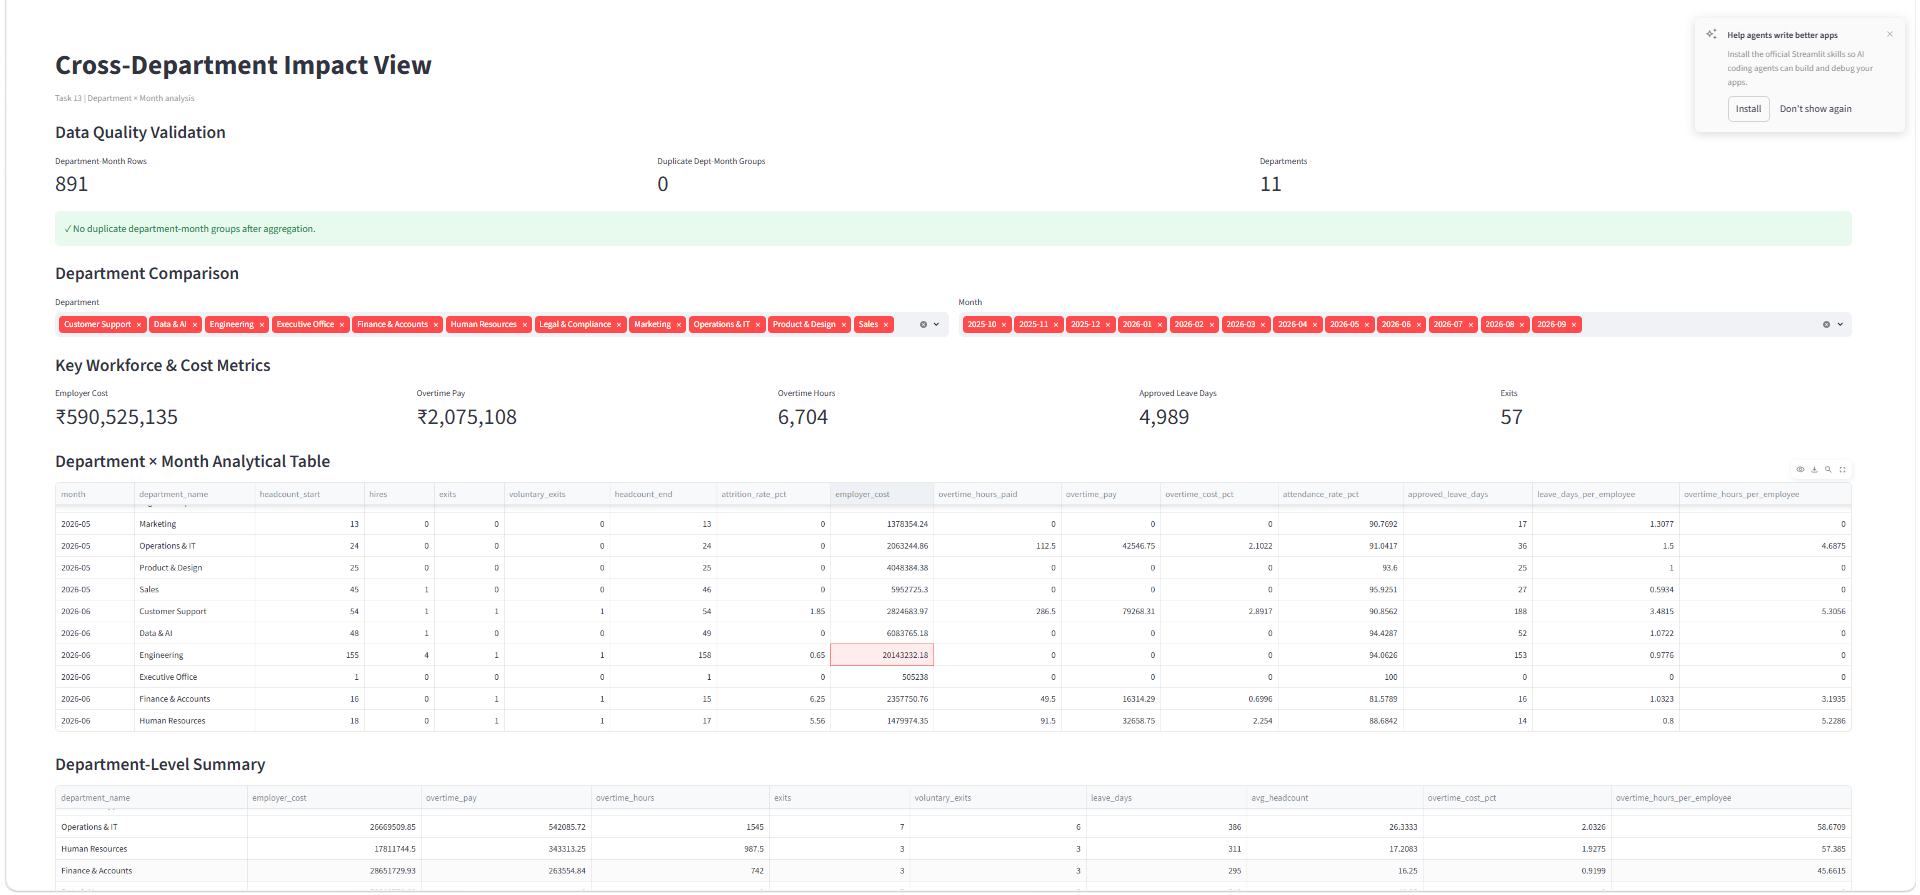 Help agents write better apps
Install the official Streamlit skills so AI
coding agents can build and debug your
apps.
Install Don't show again
Cross-Department Impact View
Task 13 | Department × Month analysis
Data Quality Validation
Department-Month Rows Duplicate Dept-Month Groups Departments
891 0 11
✓ No duplicate department-month groups after aggregation.
Department Comparison
Department Month
Customer Support × Data & AI × Engineering × Executive Office × Finance & Accounts × Human Resources × Legal & Compliance × Marketing × Operations & IT × Product & Design × Sales × 2025-10 × 2025-11 × 2025-12 × 2026-01 × 2026-02 × 2026-03 × 2026-04 × 2026-05 × 2026-06 × 2026-07 × 2026-08 × 2026-09 ×
Key Workforce & Cost Metrics
Employer Cost Overtime Pay Overtime Hours Approved Leave Days Exits
₹590,525,135 ₹2,075,108 6,704 4,989 57
Department × Month Analytical Table
month department_name headcount_start hires exits voluntary_exits headcount_end attrition_rate_pct employer_cost overtime_hours_paid overtime_pay overtime_cost_pct attendance_rate_pct approved_leave_days leave_days_per_employee overtime_hours_per_employee
2026-05 Marketing 13 0 0 0 13 0 1378354.24 0 0 0 90.7692 17 1.3077 0
2026-05 Operations & IT 24 0 0 0 24 0 2063244.86 112.5 42546.75 2.1022 91.0417 36 1.5 4.6875
2026-05 Product & Design 25 0 0 0 25 0 4048384.38 0 0 0 93.6 25 1 0
2026-05 Sales 45 1 0 0 46 0 5952725.3 0 0 0 95.9251 27 0.5934 0
2026-06 Customer Support 54 1 1 1 54 1.85 2824683.97 286.5 79268.31 2.8917 90.8562 188 3.4815 5.3056
2026-06 Data & AI 48 1 0 0 49 0 6083765.18 0 0 0 94.4287 52 1.0722 0
2026-06 Engineering 155 4 1 1 158 0.65 20143232.18 0 0 0 94.0626 153 0.9776 0
2026-06 Executive Office 1 0 0 0 1 0 505238 0 0 0 100 0 0 0
2026-06 Finance & Accounts 16 0 1 1 15 6.25 2357750.76 49.5 16314.29 0.6996 81.5789 16 1.0323 3.1935
2026-06 Human Resources 18 0 1 1 17 5.56 1479974.35 91.5 32658.75 2.254 88.6842 14 0.8 5.2286
Department-Level Summary
department_name employer_cost overtime_pay overtime_hours exits voluntary_exits leave_days avg_headcount overtime_cost_pct overtime_hours_per_employee
Operations & IT 26669509.85 542085.72 1545 7 6 386 26.3333 2.0326 58.6709
Human Resources 17811744.5 343313.25 987.5 3 3 311 17.2083 1.9275 57.385
Finance & Accounts 28651729.93 263554.84 742 3 3 295 16.25 0.9199 45.6615